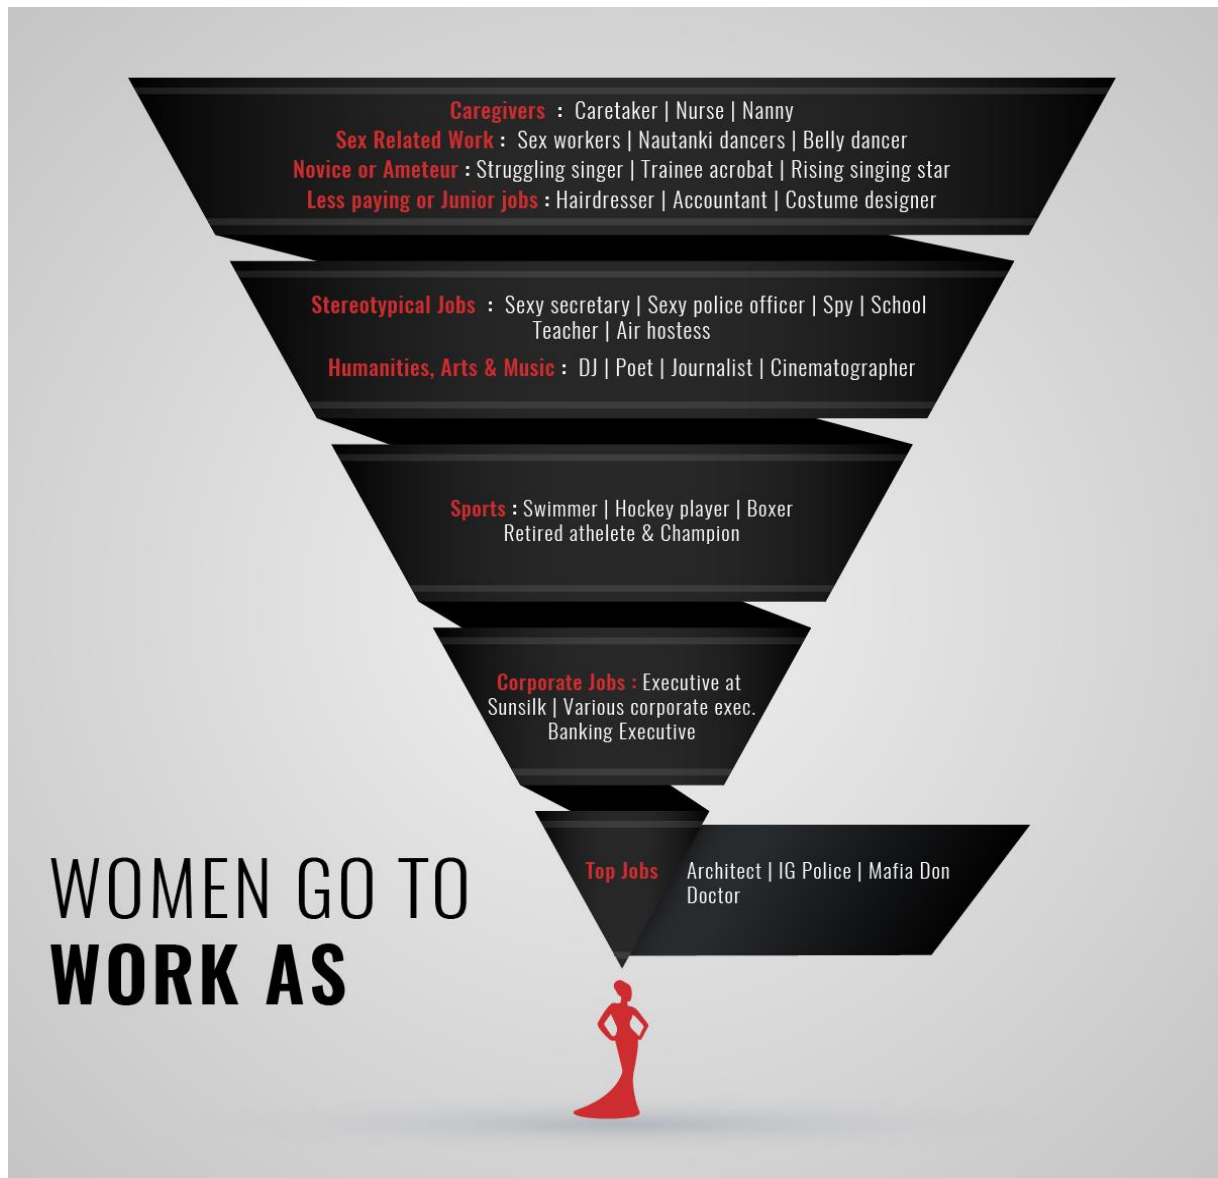 Caregivers : Caretaker | Nurse | Nanny
Sex Related Work : Sex workers | Nautanki dancers | Belly dancer
Novice or Ameteur : Struggling singer | Trainee acrobat | Rising singing star
Less paying or Junior jobs : Hairdresser | Accountant | Costume designer
Stereotypical Jobs : Sexy secretary | Sexy police officer | Spy | School
Teacher | Air hostess
Humanities, Arts & Music : DJ | Poet | Journalist | Cinematographer
Sports : Swimmer | Hockey player | Boxer
Retired athelete & Champion
Corporate Jobs : Executive at
Sunsilk | Various corporate exec.
Banking Executive
Top Jobs Architect | IG Police | Mafia Don
Doctor
WOMEN GO TO
WORK AS